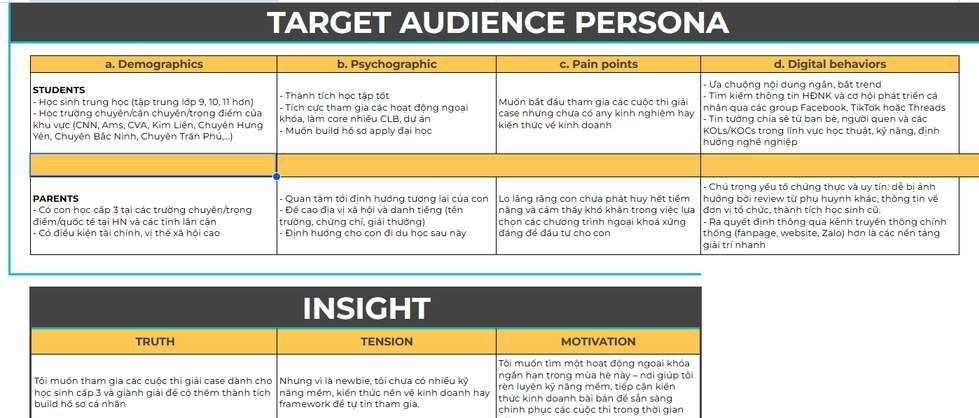 TARGET AUDIENCE PERSONA
a. Demographics
b. Psychographic
c. Pain points
d. Digital behaviors
STUDENTS
- Học sinh trung học (tập trung lớp 9, 10, 11 hơn)
- Học trường chuyên/cận chuyên/trọng điểm của
khu vực (CNN, Ams, CVA, Kim Liên, Chuyên Hưng
Yên, Chuyên Bắc Ninh, Chuyên Trần Phú,...)
- Thành tích học tập tốt
- Tích cực tham gia các hoạt động ngoại
khóa, làm core nhiều CLB, dự án
- Muốn build hồ sơ apply đại học
Muốn bắt đầu tham gia các cuộc thi giải
case nhưng chưa có any kinh nghiệm hay
kiến thức về kinh doanh
- Ưa chuộng nội dung ngắn, bắt trend
- Tìm kiếm thông tin HĐNK và cơ hội phát triển cá
nhân qua các group Facebook, TikTok hoặc Threads
- Tin tưởng chia sẻ từ bạn bè, người quen và các
KOLs/KOCs trong lĩnh vực học thuật, kỹ năng, định
hướng nghề nghiệp
PARENTS
- Có con học cấp 3 tại các trường chuyên/trọng
điểm/quốc tế tại HN và các tỉnh lân cận
- Có điều kiện tài chính, vị thế xã hội cao
- Quan tâm tới định hướng tương lai của con
- Đề cao địa vị xã hội và danh tiếng (tên
trường, chứng chỉ, giải thưởng)
- Định hướng cho con đi du học sau này
Lo lắng rằng con chưa phát huy hết tiềm
năng và cảm thấy khó khăn trong việc lựa
chọn các chương trình ngoại khoá xứng
đáng để đầu tư cho con
- Chú trọng yếu tố chứng thực và uy tín: dễ bị ảnh
hưởng bởi review từ phụ huynh khác, thông tin về
đơn vị tổ chức, thành tích học sinh cũ.
- Ra quyết định thông qua kênh truyền thông chính
thống (fanpage, website, Zalo) hơn là các nền tảng
giải trí nhanh
INSIGHT
TRUTH
TENSION
MOTIVATION
Tôi muốn tham gia các cuộc thi giải case dành cho
học sinh cấp 3 và giành giải để có thêm thành tích
build hồ sơ cá nhân
Nhưng vì là newbie, tôi chưa có nhiều kỹ
năng mềm, kiến thức nền về kinh doanh hay
framework để tự tin tham gia.
Tôi muốn tìm một hoạt động ngoại khóa
ngắn hạn trong mùa hè này – nơi giúp tôi
rèn luyện kỹ năng mềm, tiếp cận kiến
thức kinh doanh bài bản để sẵn sàng
chinh phục các cuộc thi trong thời gian